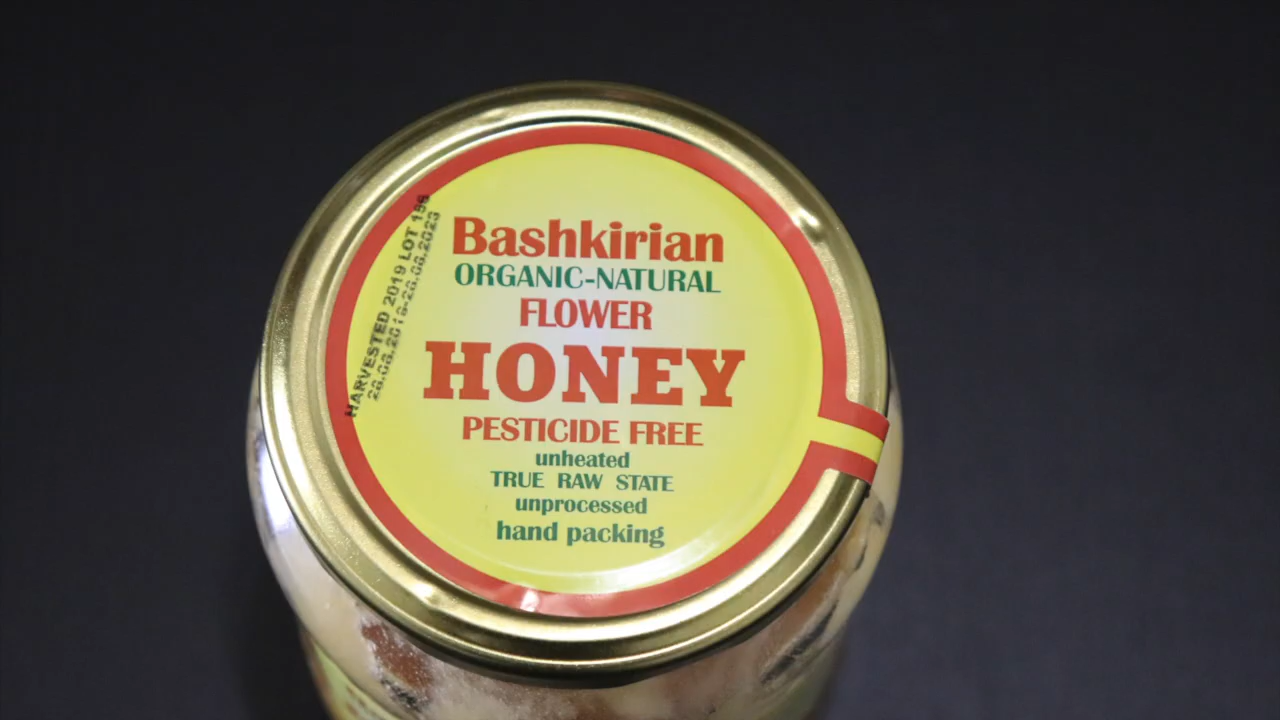 Bashkirian
ORGANIC-NATURAL
FLOWER
HONEY
PESTICIDE FREE
unheated
TRUE RAW STATE
unprocessed
hand packing
HARVESTED 2019 LOT 196